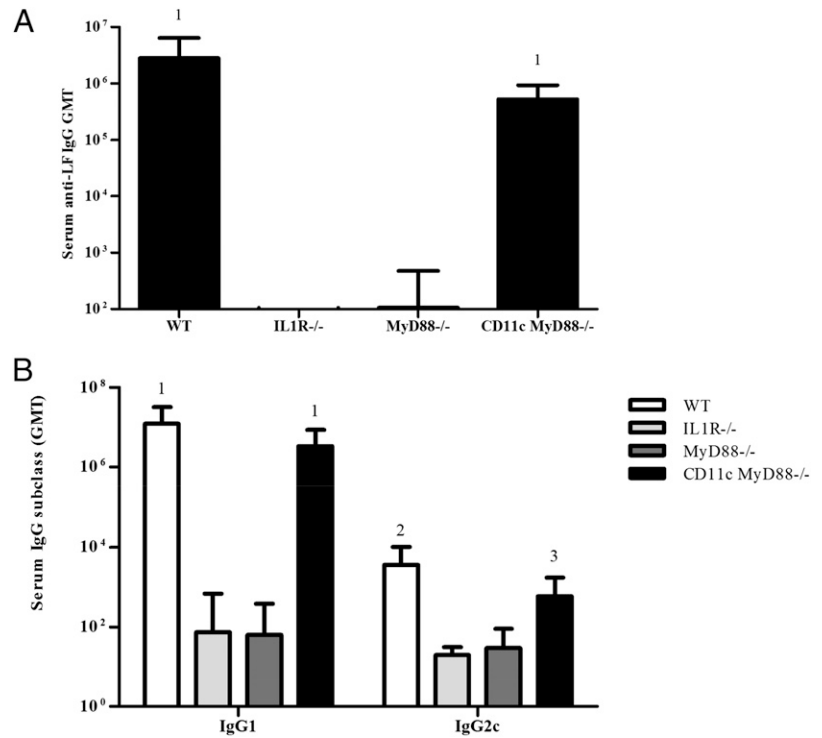 A
Serum anti-LF IgG GMT
10⁷
10⁶
10⁵
10⁴
10³
10²
1
1
WT
IL1R-/-
MyD88-/-
CD11c MyD88-/-
B
Serum IgG subclass (GMT)
10⁸
10⁶
10⁴
10²
10⁰
1
1
2
3
IgG1
IgG2c
WT
IL1R-/-
MyD88-/-
CD11c MyD88-/-